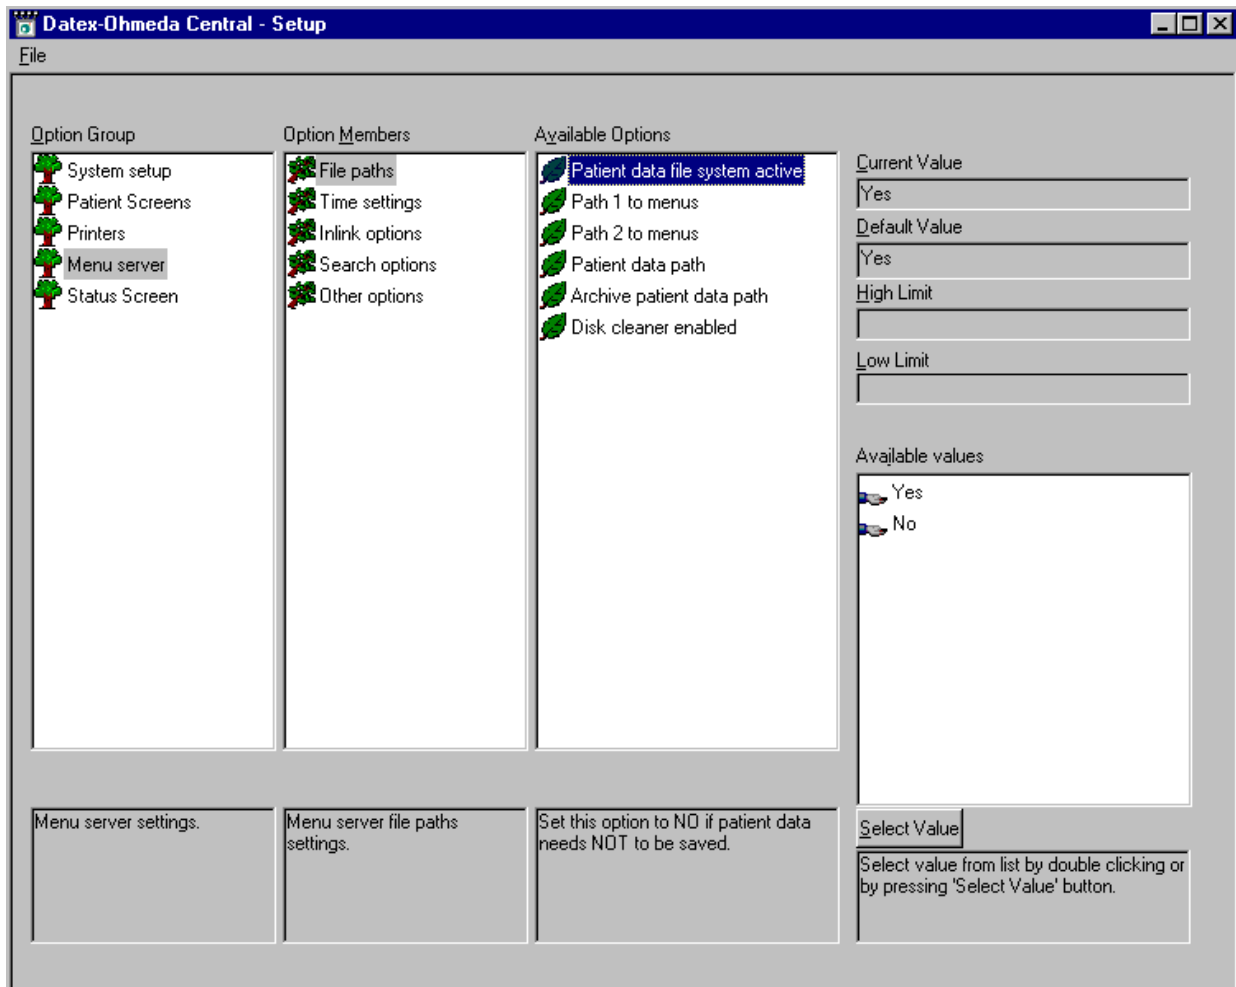 Datex-Ohmeda Central - Setup
File
Option Group
System setup
Patient Screens
Printers
Menu server
Status Screen
Option Members
File paths
Time settings
Inlink options
Search options
Other options
Available Options
Patient data file system active
Path 1 to menus
Path 2 to menus
Patient data path
Archive patient data path
Disk cleaner enabled
Current Value
Yes
Default Value
Yes
High Limit
Low Limit
Available values
Yes
No
Menu server settings.
Menu server file paths
settings.
Set this option to NO if patient data
needs NOT to be saved.
Select Value
Select value from list by double clicking or
by pressing 'Select Value' button.